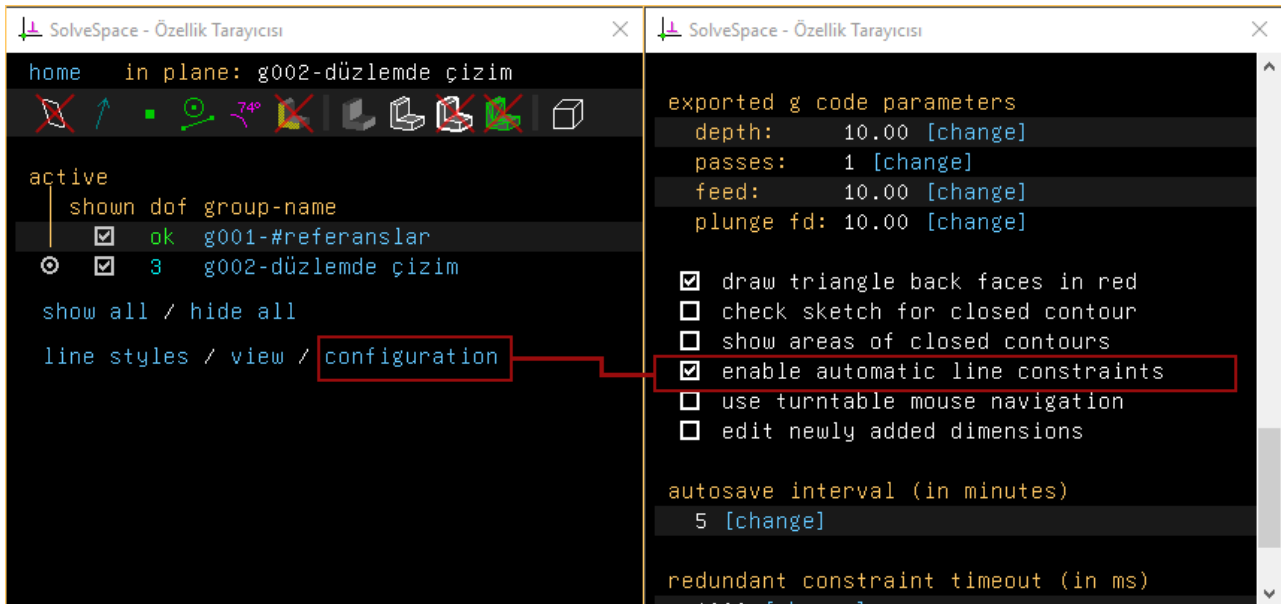 SolveSpace - Özellik Tarayıcısı
home in plane: g002-düzlemde çizim
74°
active
shown dof group-name
ok g001-#referanslar
3 g002-düzlemde çizim
show all / hide all
line styles / view / configuration
SolveSpace - Özellik Tarayıcısı
exported g code parameters
depth: 10.00 [change]
passes: 1 [change]
feed: 10.00 [change]
plunge fd: 10.00 [change]
draw triangle back faces in red
check sketch for closed contour
show areas of closed contours
enable automatic line constraints
use turntable mouse navigation
edit newly added dimensions
autosave interval (in minutes)
5 [change]
redundant constraint timeout (in ms)